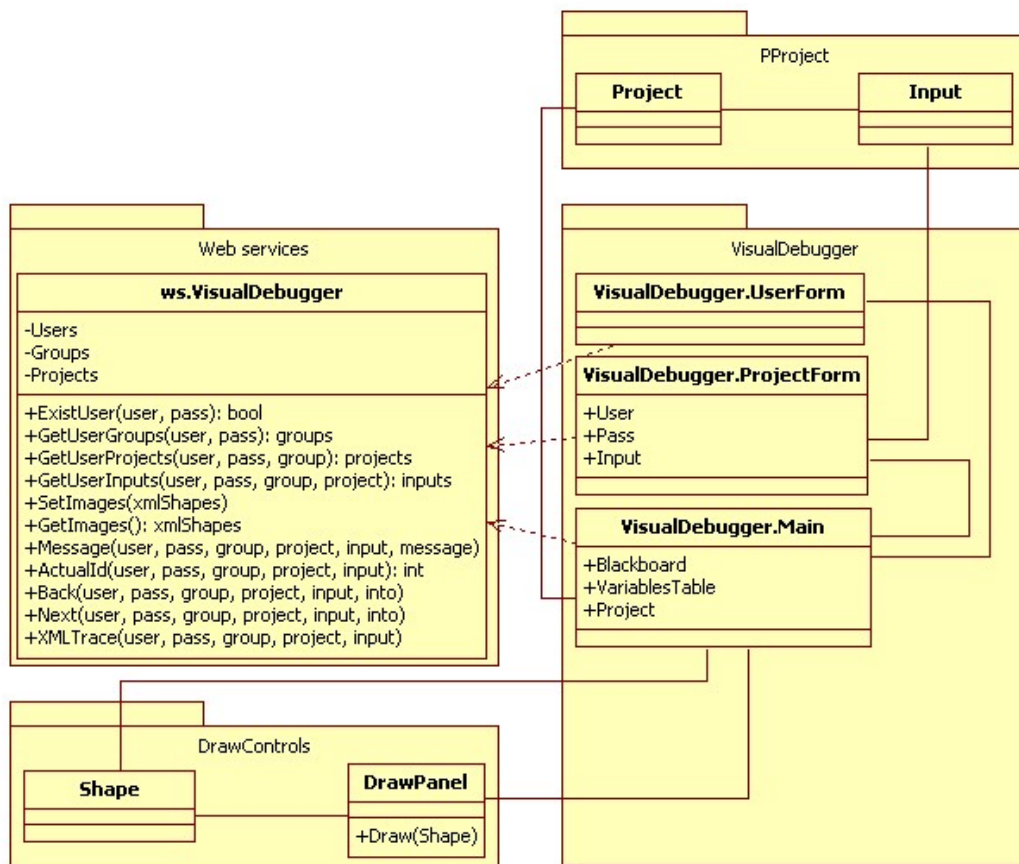 PProject
Project
Input
Web services
ws.VisualDebugger
-Users
-Groups
-Projects
+ExistUser(user, pass): bool
+GetUserGroups(user, pass): groups
+GetUserProjects(user, pass, group): projects
+GetUserInputs(user, pass, group, project): inputs
+SetImages(xmlShapes)
+GetImages(): xmlShapes
+Message(user, pass, group, project, input, message)
+ActualId(user, pass, group, project, input): int
+Back(user, pass, group, project, input, into)
+Next(user, pass, group, project, input, into)
+XMLTrace(user, pass, group, project, input)
VisualDebugger
VisualDebugger.UserForm
VisualDebugger.ProjectForm
+User
+Pass
+Input
VisualDebugger.Main
+Blackboard
+VariablesTable
+Project
DrawControls
Shape
DrawPanel
+Draw(Shape)